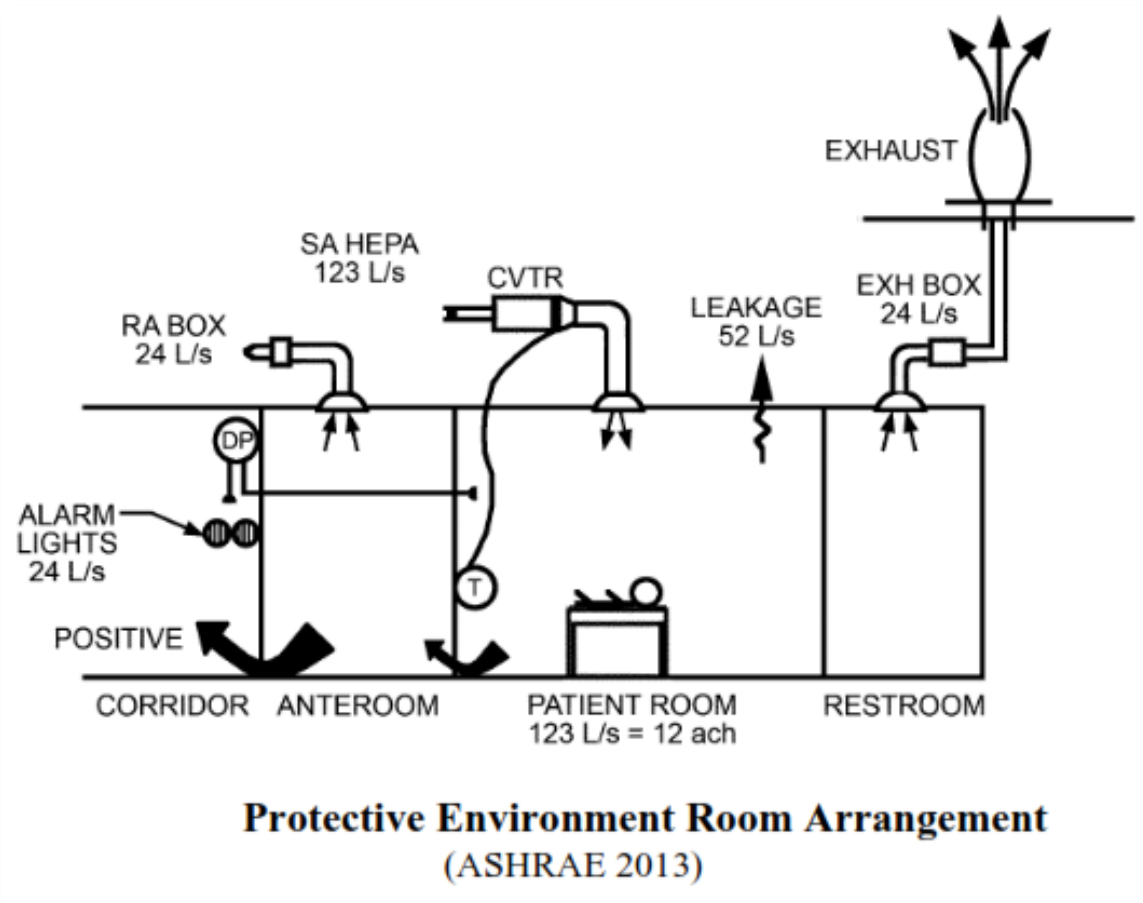 EXHAUST
SA HEPA
123 L/s
CVTR
EXH BOX
24 L/s
LEAKAGE
52 L/s
RA BOX
24 L/s
DP
ALARM
LIGHTS
24 L/s
T
POSITIVE
CORRIDOR
ANTEROOM
PATIENT ROOM
123 L/s = 12 ach
RESTROOM
Protective Environment Room Arrangement
(ASHRAE 2013)